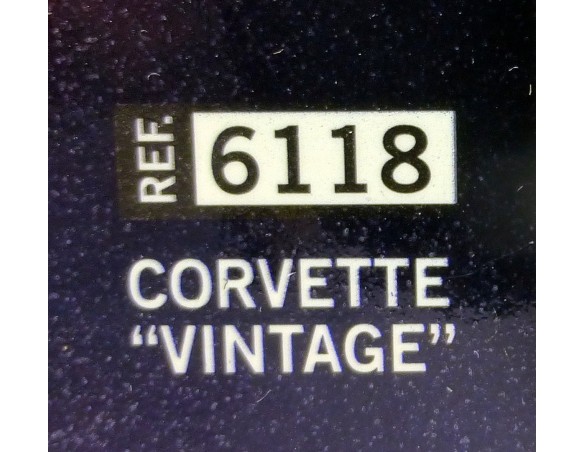 REF. 6118
CORVETTE
“VINTAGE”